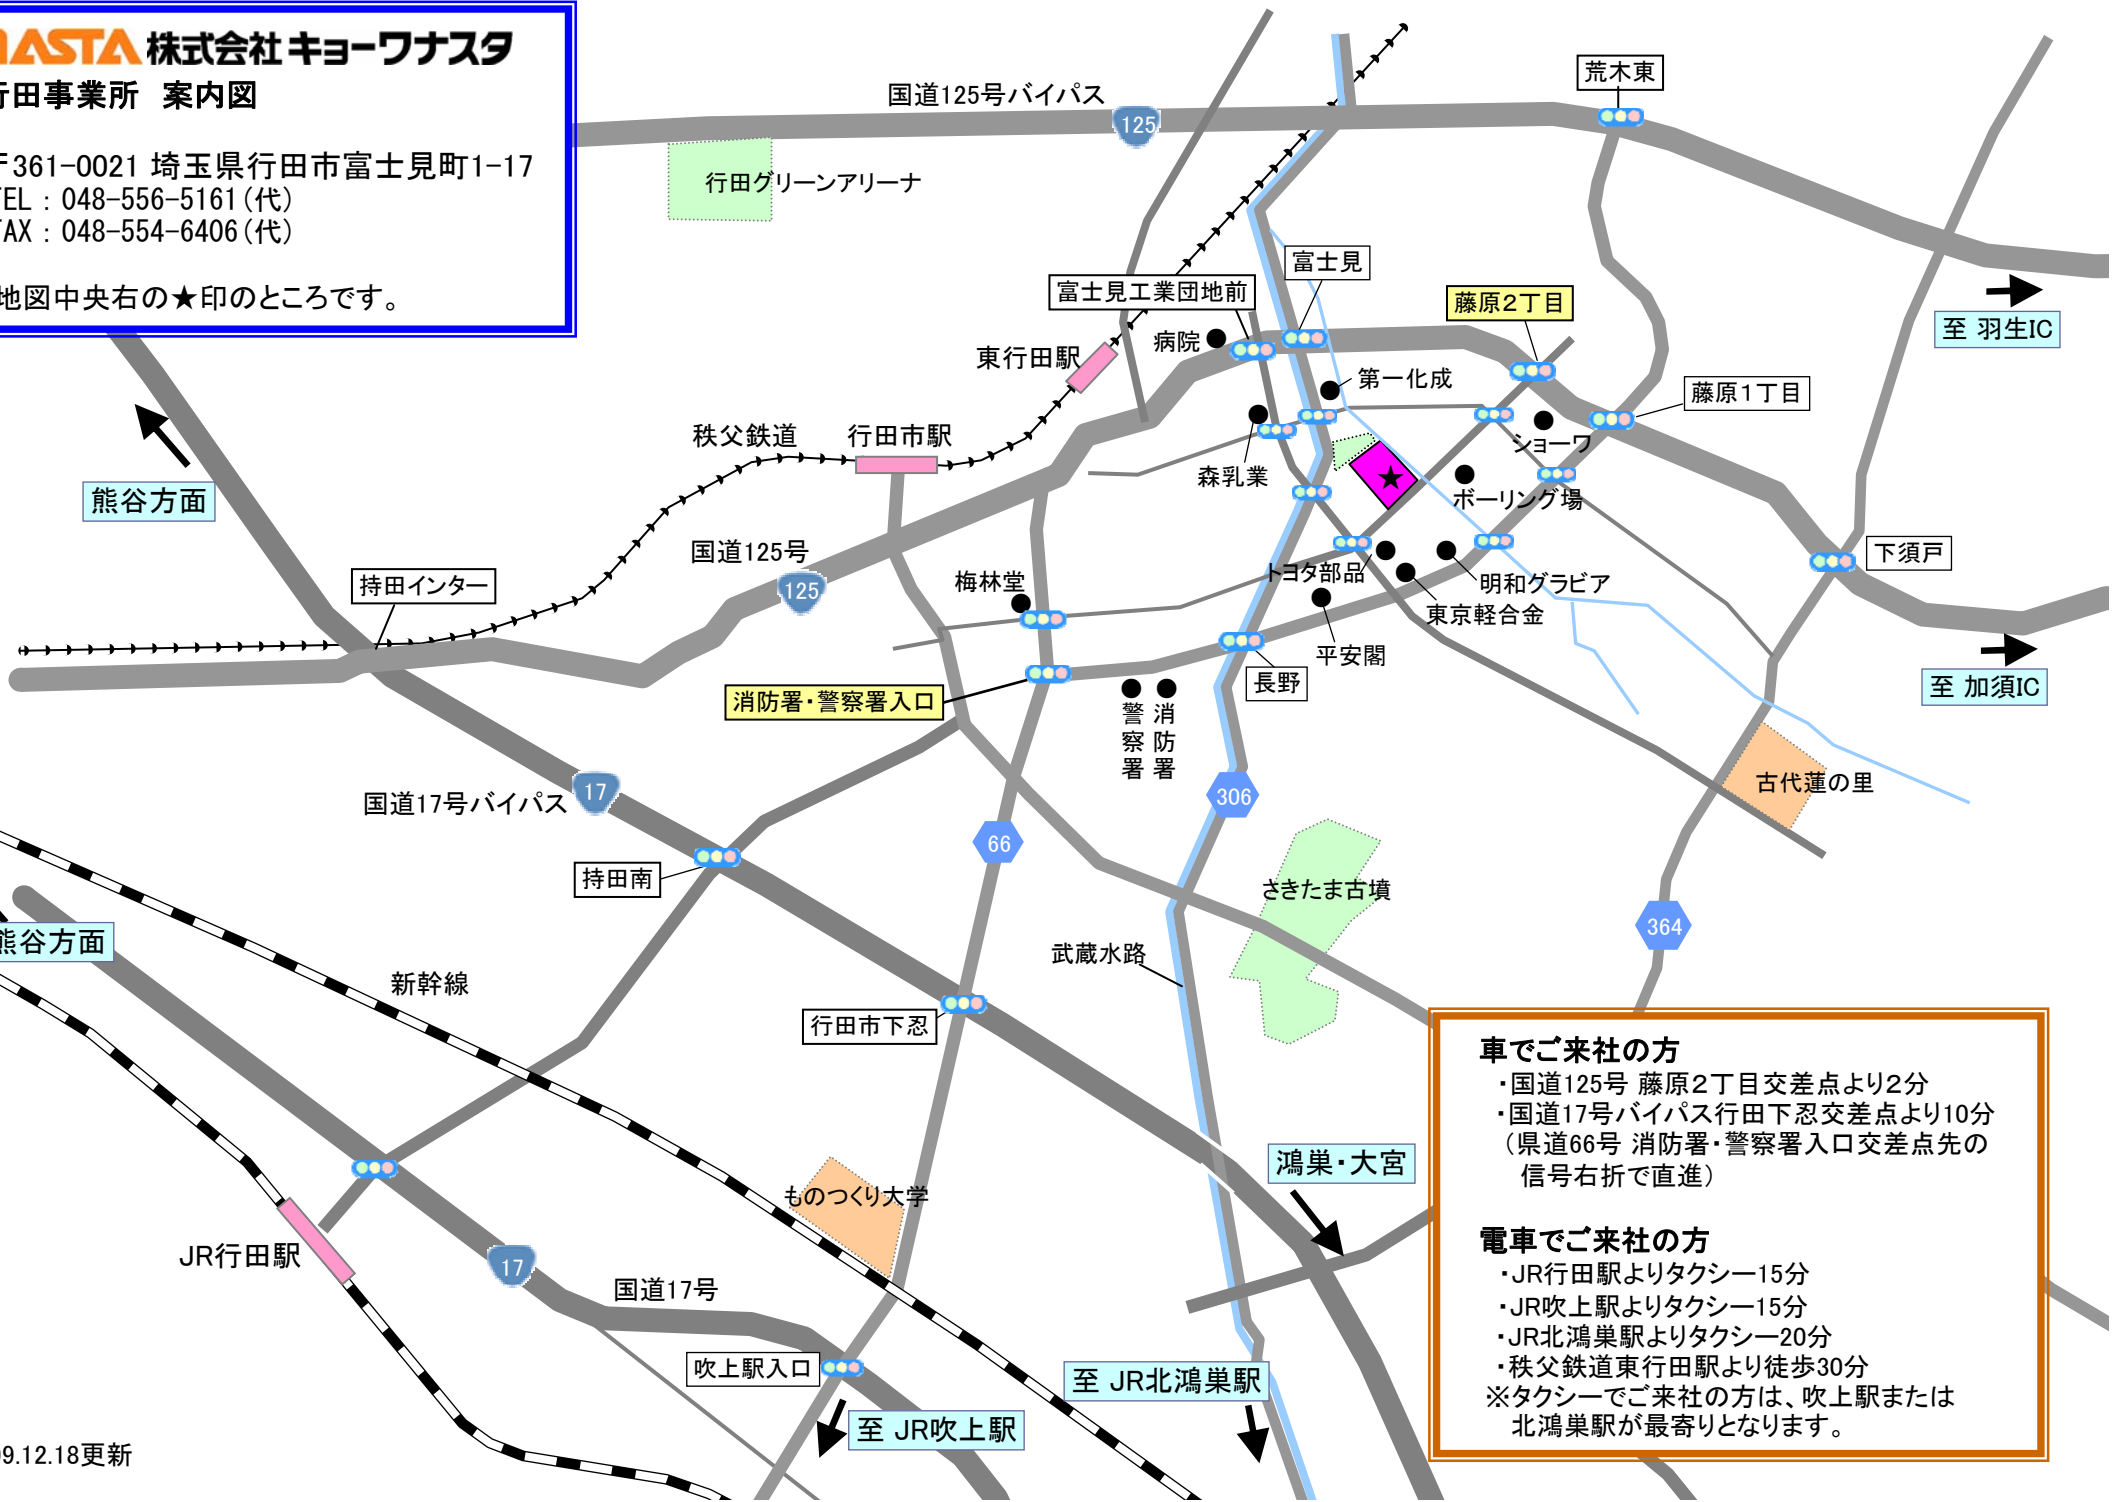 NASTA 株式会社 キョーワナスタ
行田事業所 案内図
〒361-0021 埼玉県行田市富士見町1-17
TEL : 048-556-5161(代)
FAX : 048-554-6406(代)
地図中央右の★印のところです。
国道125号バイパス
125
荒木東
行田グリーンアリーナ
富士見
富士見工業団地前
藤原2丁目
至 羽生IC
病院
東行田駅
第一化成
藤原1丁目
秩父鉄道
行田市駅
ショーワ
森乳業
★
ボーリング場
熊谷方面
国道125号
125
持田インター
梅林堂
トヨタ部品
明和グラビア
下須戸
東京軽合金
平安閣
長野
至 加須IC
消防署・警察署入口
警察署
消防署
国道17号バイパス
17
306
古代蓮の里
66
持田南
さきたま古墳
364
熊谷方面
武蔵水路
新幹線
行田市下忍
車でご来社の方
・国道125号 藤原2丁目交差点より2分
・国道17号バイパス行田下忍交差点より10分
(県道66号 消防署・警察署入口交差点先の
信号右折で直進)
鴻巣・大宮
ものつくり大学
電車でご来社の方
・JR行田駅よりタクシー15分
・JR吹上駅よりタクシー15分
・JR北鴻巣駅よりタクシー20分
・秩父鉄道東行田駅より徒歩30分
※タクシーでご来社の方は、吹上駅または
北鴻巣駅が最寄りとなります。
JR行田駅
17
国道17号
吹上駅入口
至 JR北鴻巣駅
至 JR吹上駅
09.12.18更新